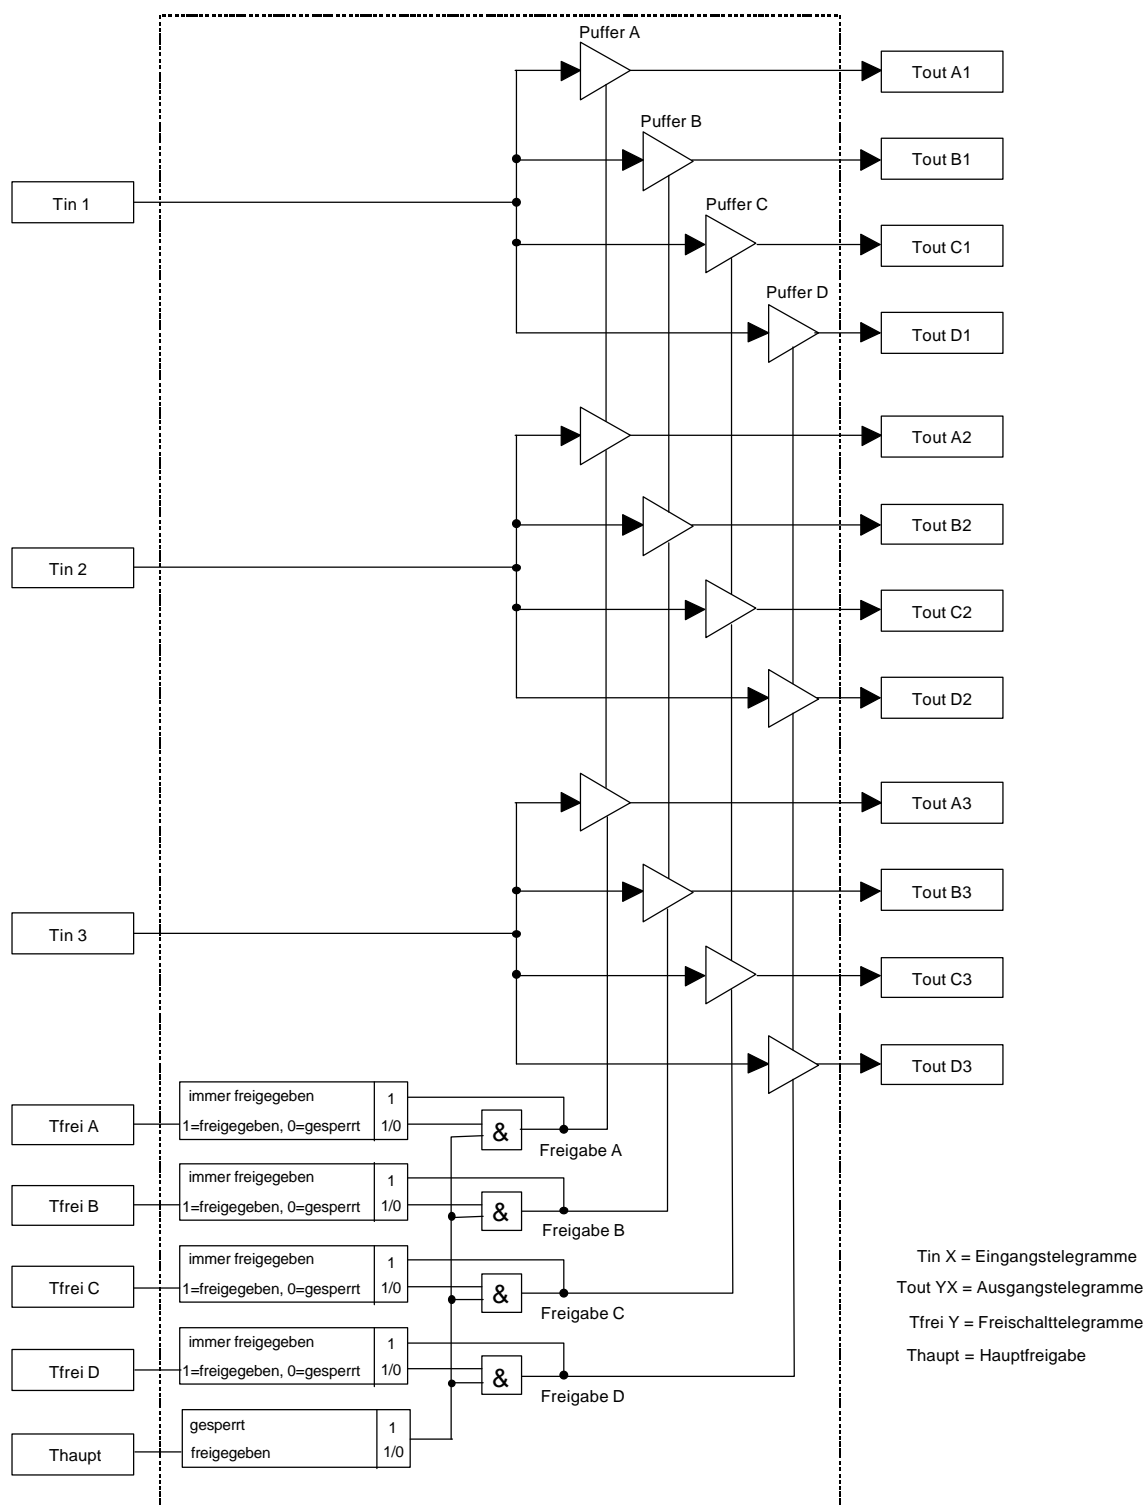 Puffer A
Tout A1
Puffer B
Tout B1
Tin 1
Puffer C
Tout C1
Puffer D
Tout D1
Tout A2
Tout B2
Tin 2
Tout C2
Tout D2
Tout A3
Tout B3
Tin 3
Tout C3
Tout D3
Tfrei A
immer freigegeben 1
1=freigegeben, 0=gesperrt 1/0
&
Freigabe A
Tfrei B
immer freigegeben 1
1=freigegeben, 0=gesperrt 1/0
&
Freigabe B
Tfrei C
immer freigegeben 1
1=freigegeben, 0=gesperrt 1/0
&
Freigabe C
Tfrei D
immer freigegeben 1
1=freigegeben, 0=gesperrt 1/0
&
Freigabe D
Thaupt
gesperrt 1
freigegeben 1/0
Tin X = Eingangstelegramme
Tout YX = Ausgangstelegramme
Tfrei Y = Freischalttelegramme
Thaupt = Hauptfreigabe